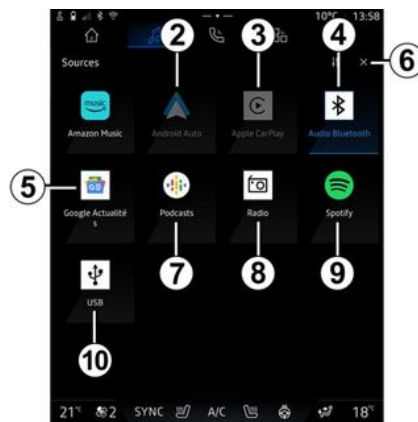 10°^C 13:58
2
3
4
Sources
6
music
Amazon Music
Android Auto
Apple CarPlay
Audio Bluetooth
5
G≡
Google Actualité
s
Podcasts
Radio
Spotify
7
8
9
USB
10
21°^C 2 SYNC A/C 18°^C